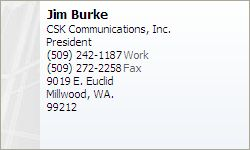 Jim Burke
CSK Communications, Inc.
President
(509) 242-1187 Work
(509) 272-2258 Fax
9019 E. Euclid
Millwood, WA.
99212